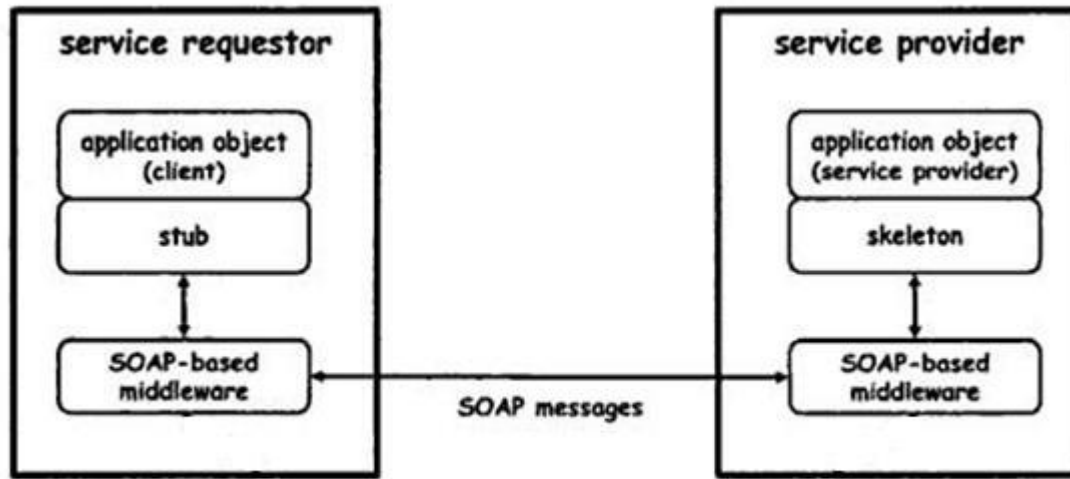 service requestor
application object
(client)
stub
SOAP-based
middleware
SOAP messages
service provider
application object
(service provider)
skeleton
SOAP-based
middleware